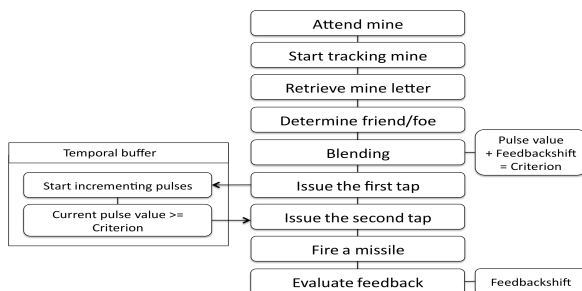 Attend mine
Start tracking mine
Retrieve mine letter
Determine friend/foe
Blending
Pulse value
+ Feedbackshift
= Criterion
Temporal buffer
Start incrementing pulses
Issue the first tap
Current pulse value >=
Criterion
Issue the second tap
Fire a missile
Evaluate feedback
Feedbackshift